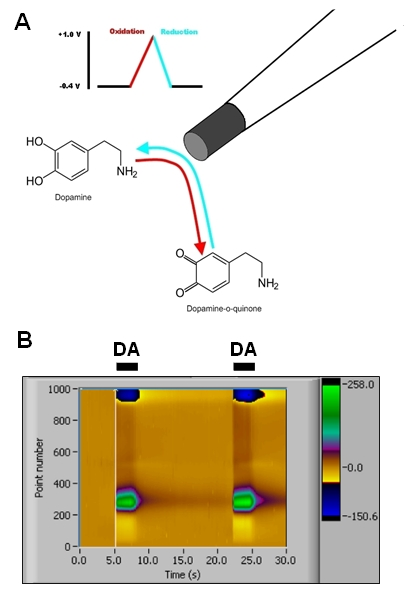 A
+1.0 V
Oxidation
Reduction
-0.4 V
HO
HO
NH2
Dopamine
O
O
NH2
Dopamine-o-quinone
B
DA
DA
1000
800
600
400
200
0
Point number
0.0
5.0
10.0
15.0
20.0
25.0
30.0
Time (s)
-258.0
-0.0
-150.6